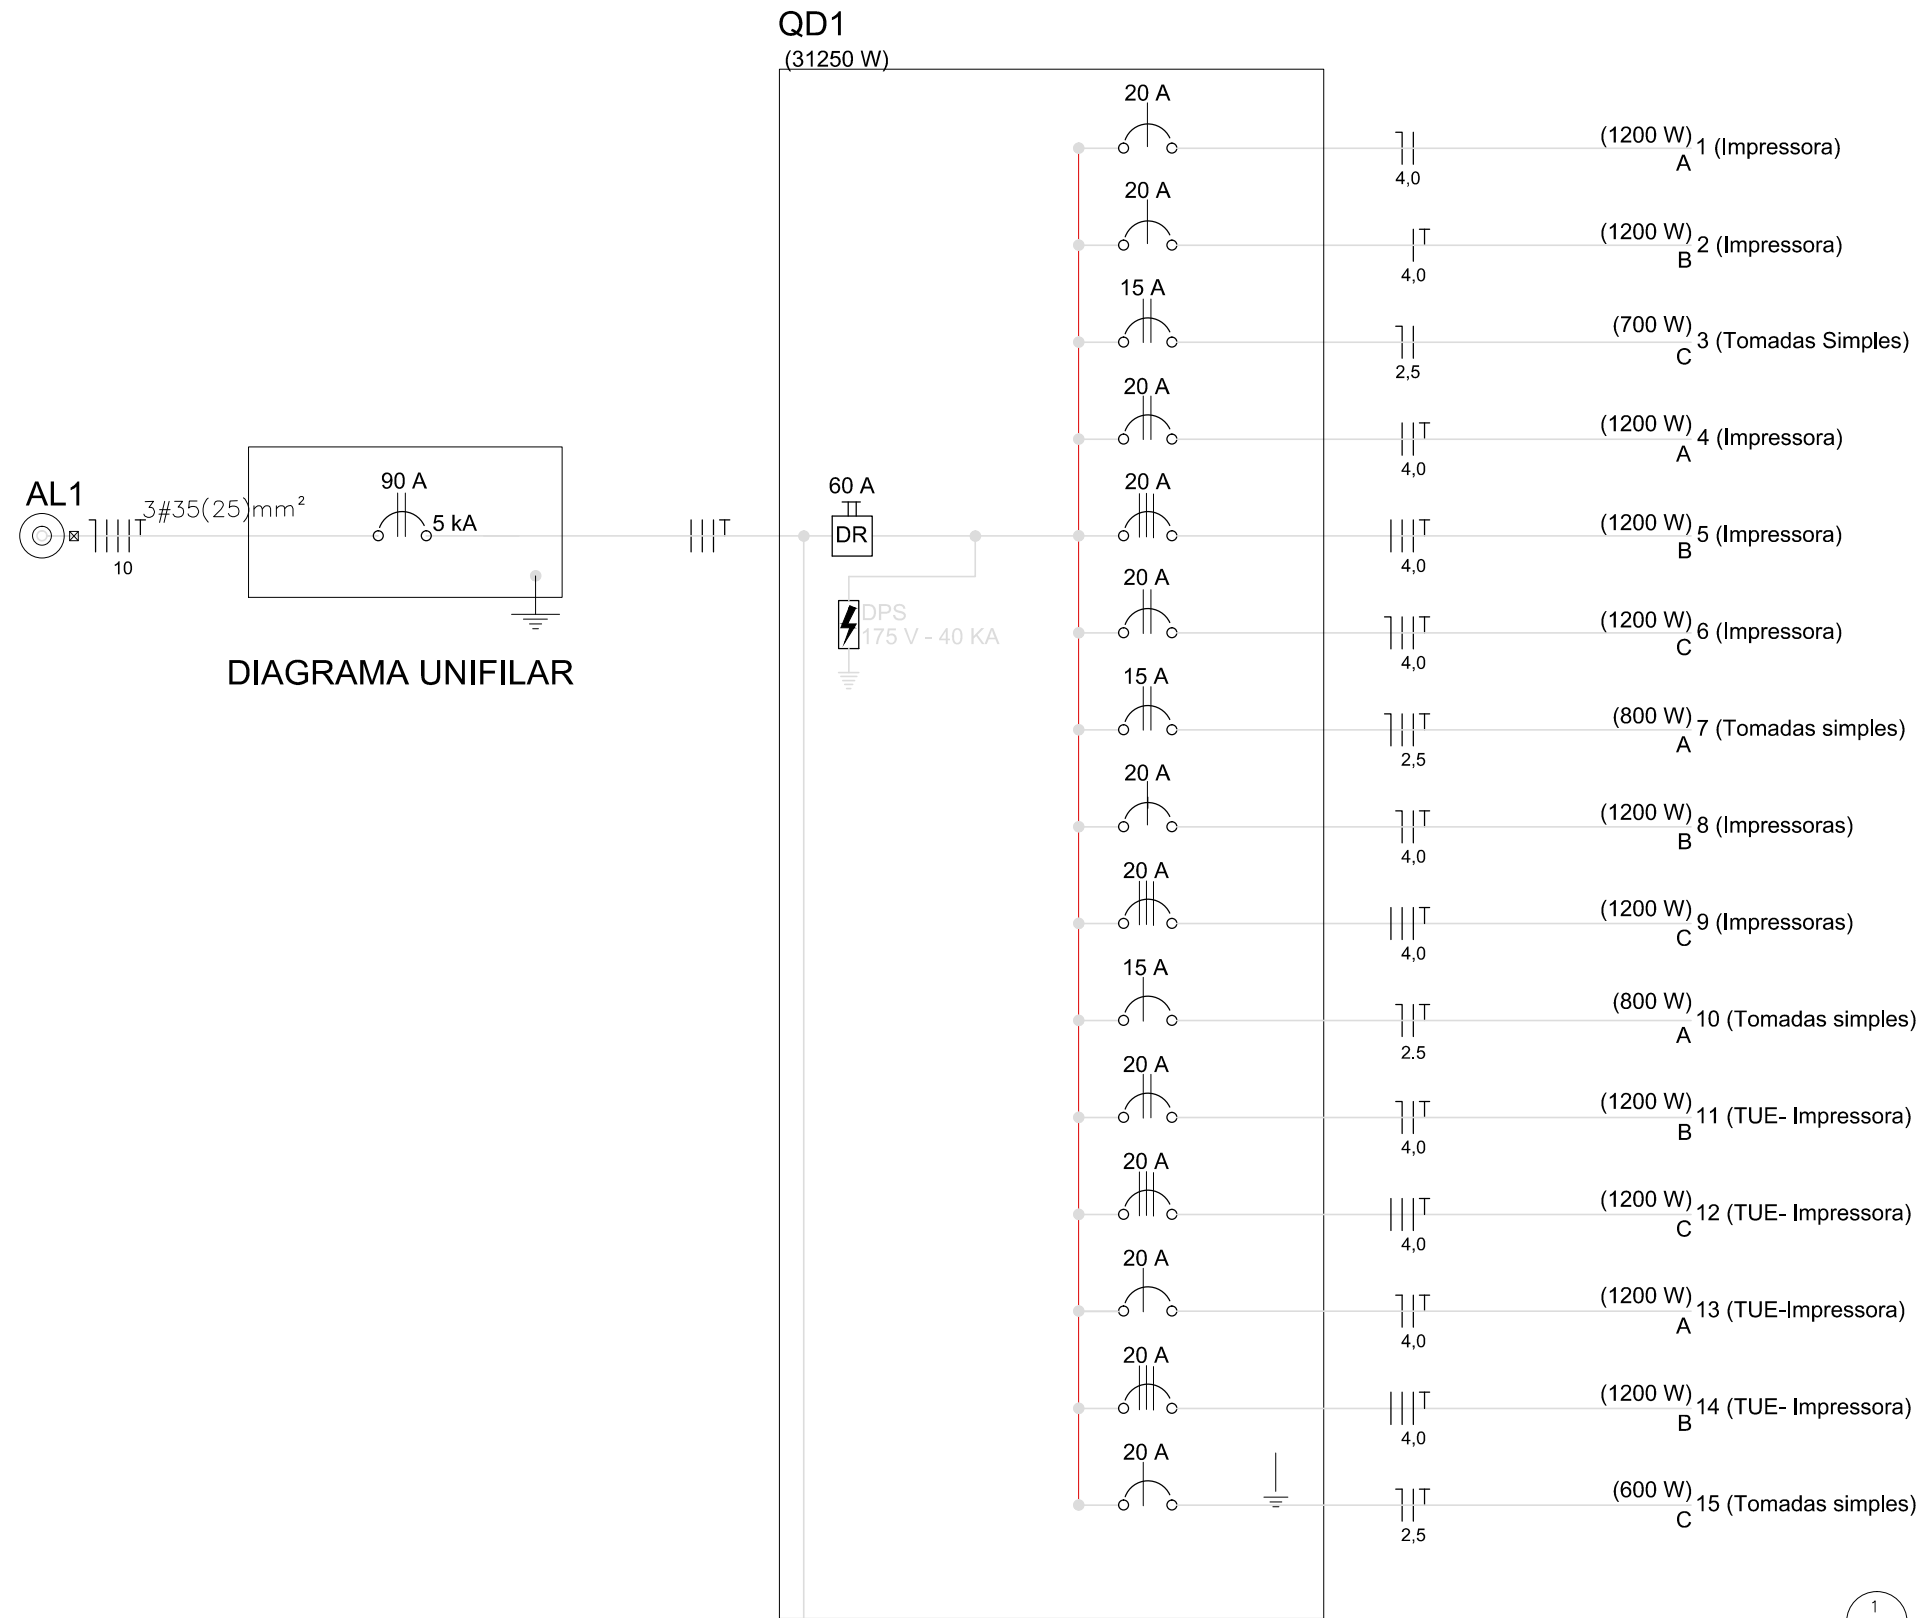 QD1
(31250 W)
20 A
(1200 W)
1 (Impressora)
A
4,0
20 A
(1200 W)
2 (Impressora)
B
4,0
15 A
(700 W)
3 (Tomadas Simples)
C
2,5
20 A
(1200 W)
4 (Impressora)
A
4,0
AL1
3#35(25)mm²
10
90 A
5 kA
60 A
DR
DPS
175 V - 40 KA
DIAGRAMA UNIFILAR
20 A
(1200 W)
5 (Impressora)
B
4,0
20 A
(1200 W)
6 (Impressora)
C
4,0
15 A
(800 W)
7 (Tomadas simples)
A
2,5
20 A
(1200 W)
8 (Impressoras)
B
4,0
20 A
(1200 W)
9 (Impressoras)
C
4,0
15 A
(800 W)
10 (Tomadas simples)
A
2.5
20 A
(1200 W)
11 (TUE- Impressora)
B
4,0
20 A
(1200 W)
12 (TUE- Impressora)
C
4,0
20 A
(1200 W)
13 (TUE-Impressora)
A
4,0
20 A
(1200 W)
14 (TUE- Impressora)
B
4,0
20 A
(600 W)
15 (Tomadas simples)
C
2,5
1